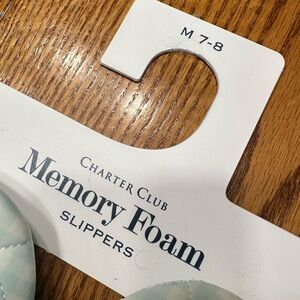 M 7-8
CHARTER CLUB
Memory Foam
SLIPPERS